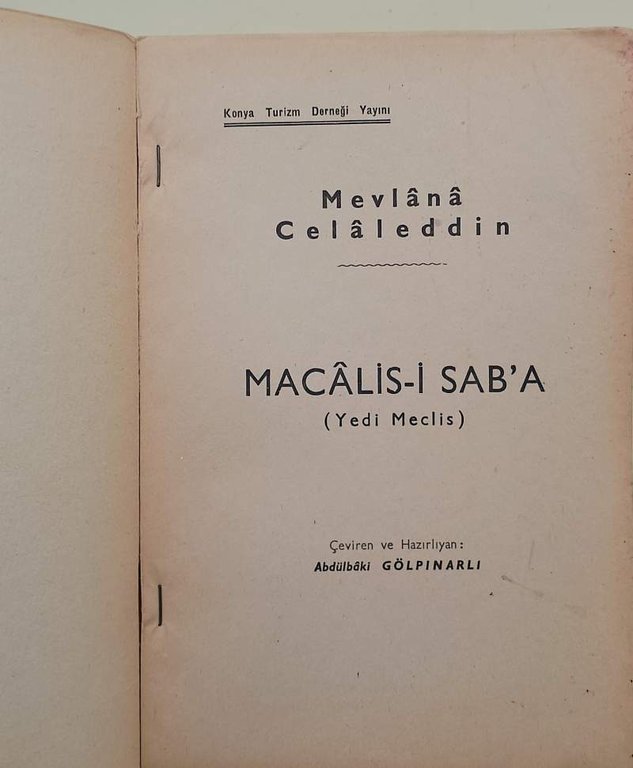 Konya Turizm Derneği Yayını
Mevlânâ
Celâleddin
MACÂLİS-İ SAB'A
(Yedi Meclis)
Çeviren ve Hazırlıyan:
Abdülbâki GÖLPINARLI